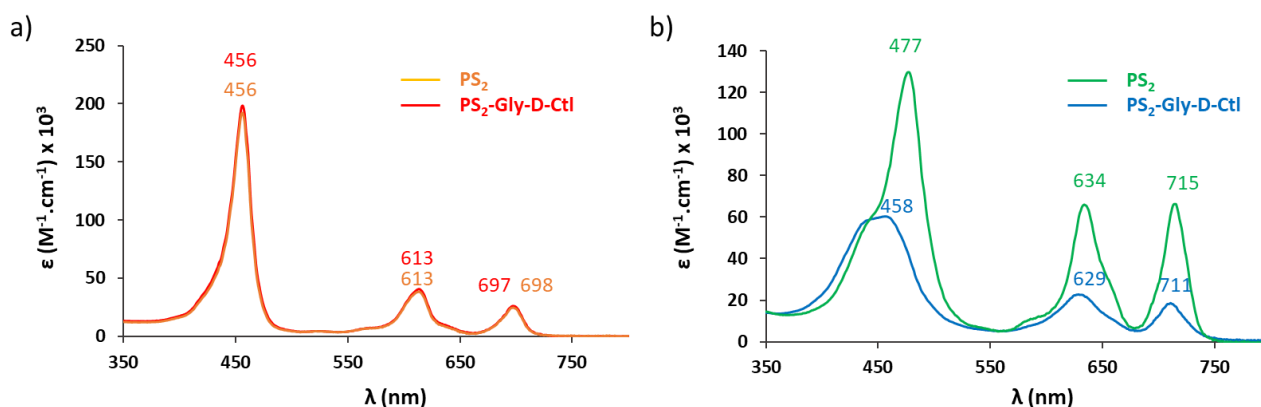 a)
250
200
150
100
50
0
ε (M⁻¹.cm⁻¹) x 10³
456
456
613
613
697 698
PS₂
PS₂-Gly-D-Ctl
350 450 550 650 750
λ (nm)
b)
140
120
100
80
60
40
20
0
ε (M⁻¹.cm⁻¹) x 10³
477
458
634
629
715
711
PS₂
PS₂-Gly-D-Ctl
350 450 550 650 750
λ (nm)